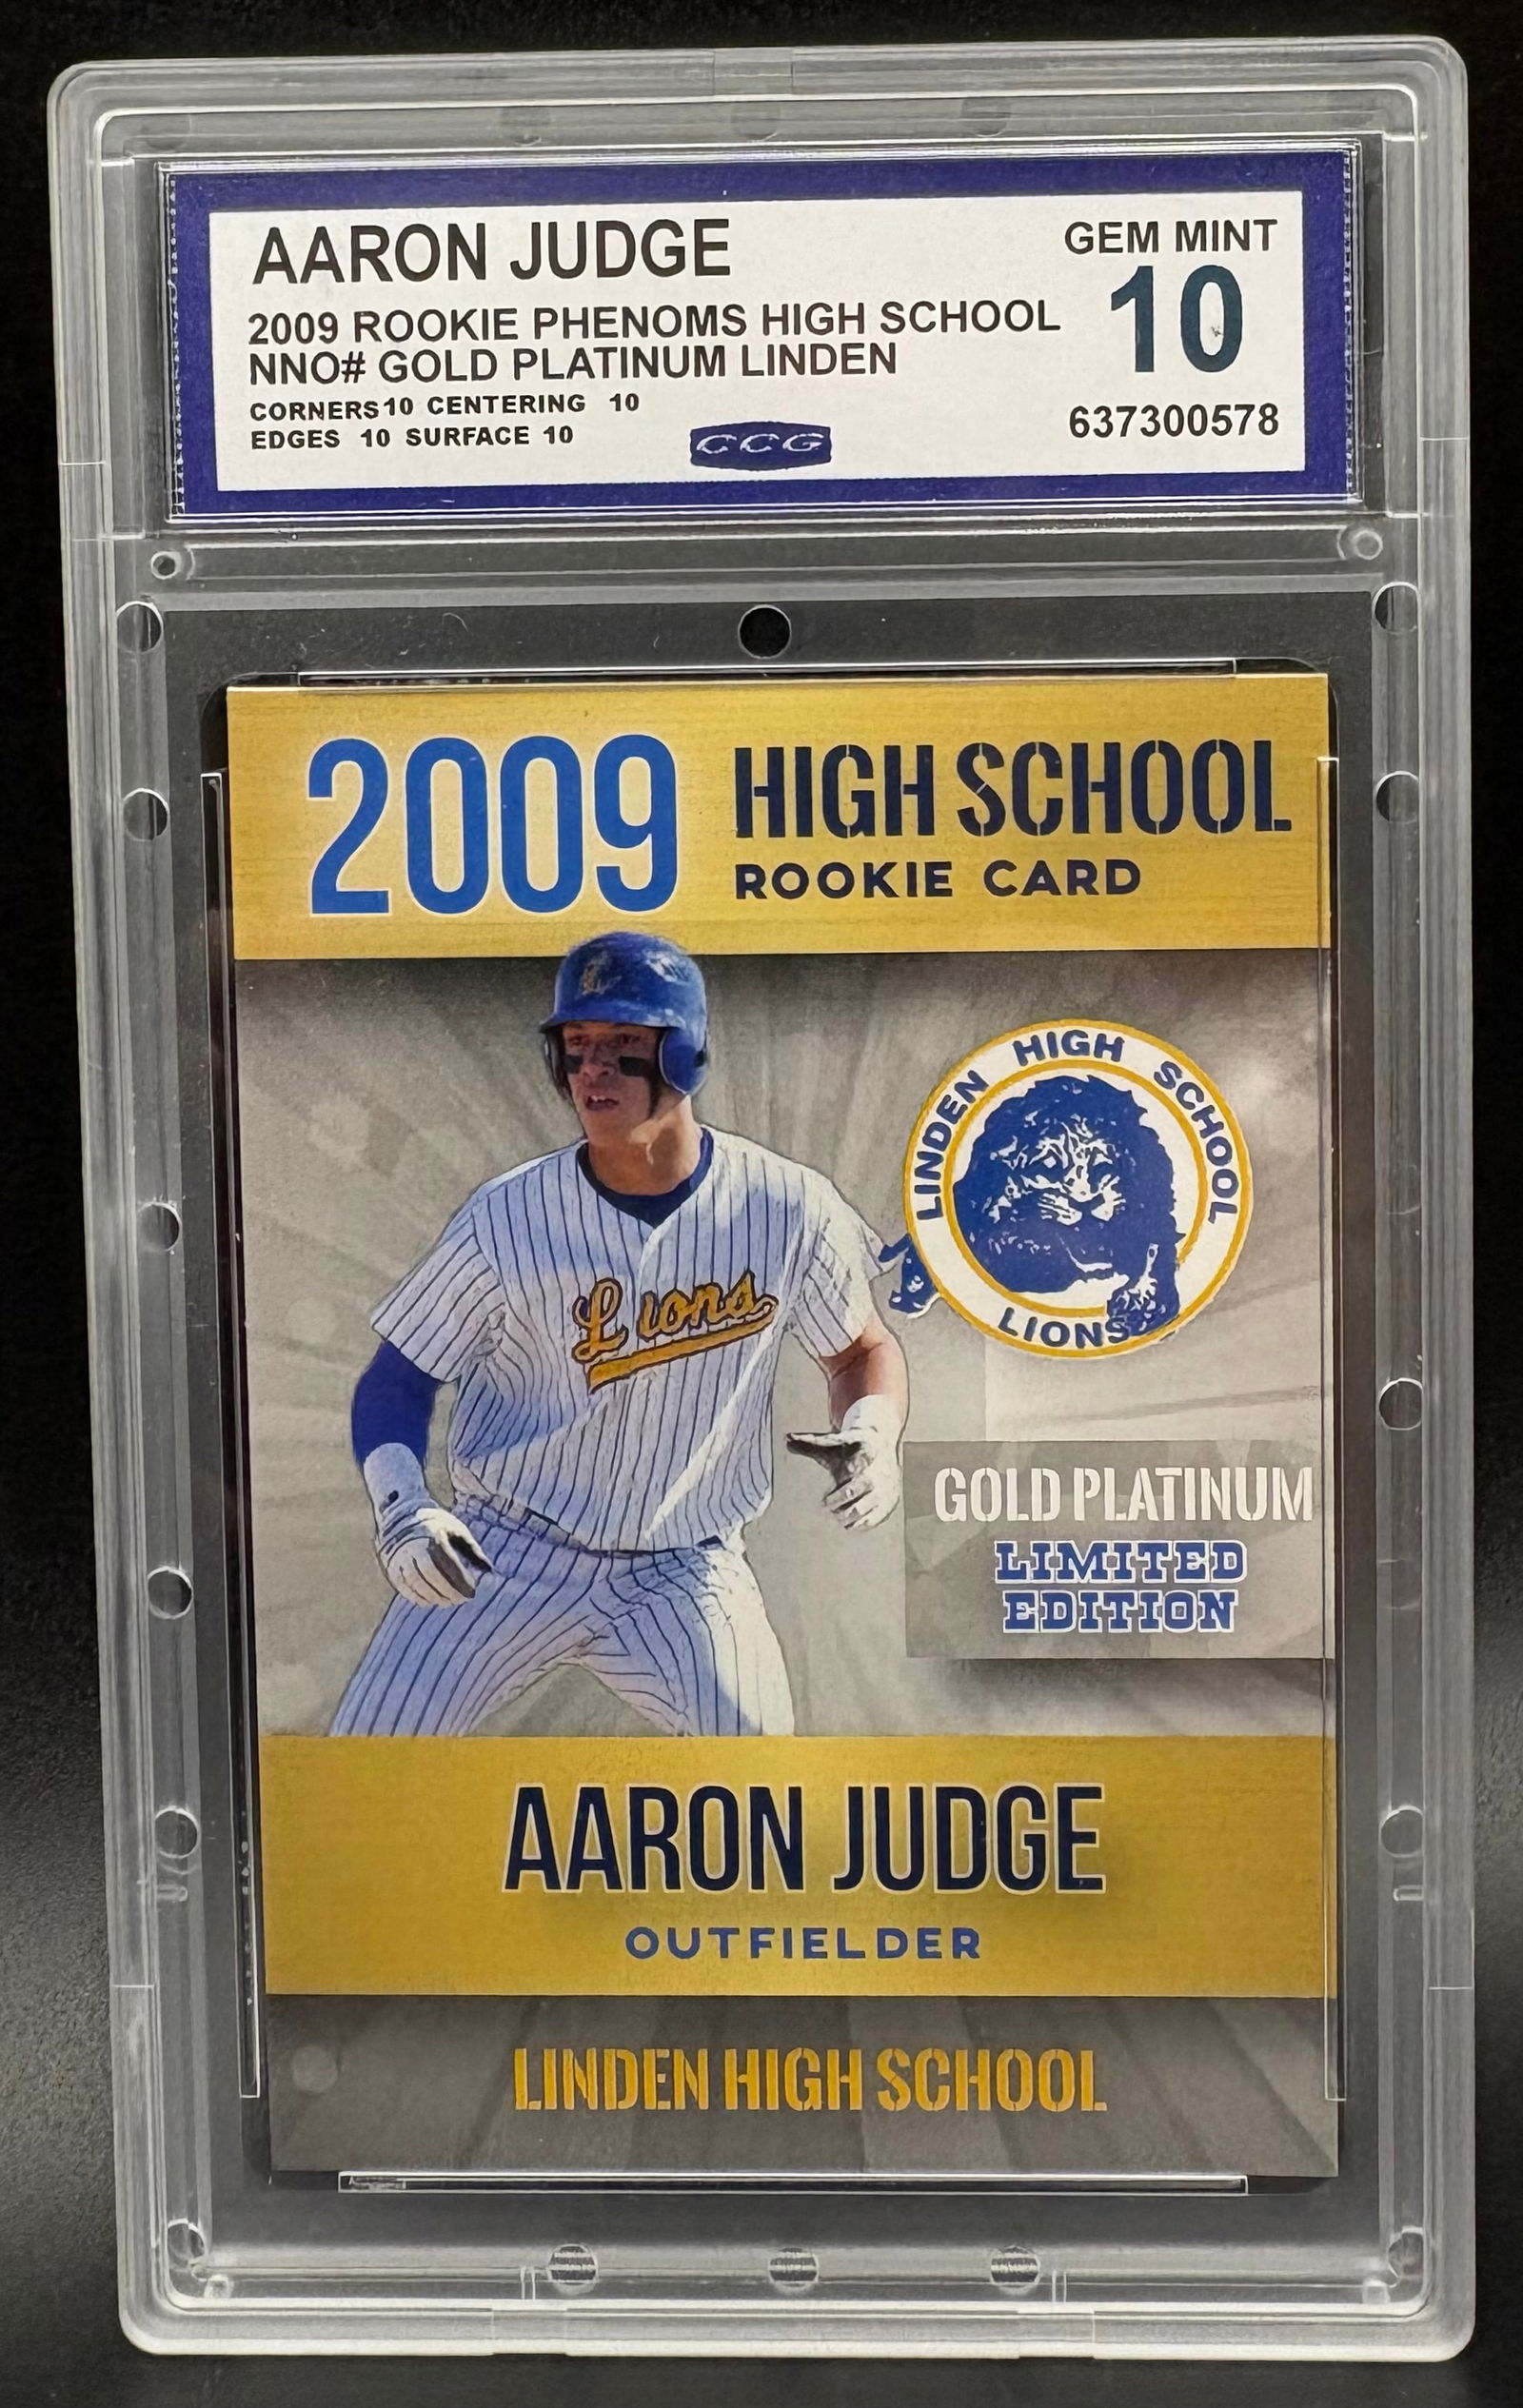 AARON JUDGE
GEM MINT
2009 ROOKIE PHENOMS HIGH SCHOOL
10
NNO# GOLD PLATINUM LINDEN
CORNERS10 CENTERING 10
EDGES 10 SURFACE 10
CCG
637300578
2009
HIGH SCHOOL
ROOKIE CARD
L
LINDEN HIGH SCHOOL
LIONS
Lions
GOLD PLATINUM
LIMITED
EDITION
AARON JUDGE
OUTFIELDER
LINDEN HIGH SCHOOL